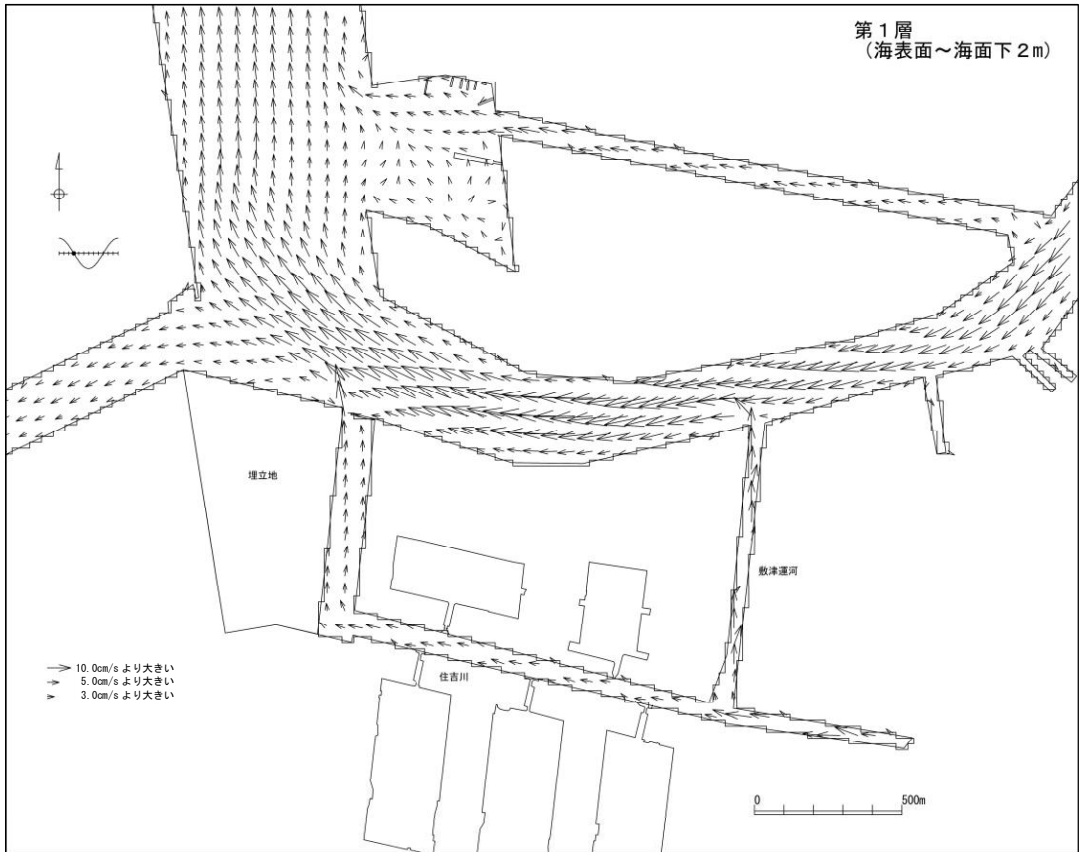 第１層
（海表面～海面下２m）
埋立地
敷津運河
10.0cm/s より大きい
5.0cm/s より大きい
3.0cm/s より大きい
住吉川
0 500m